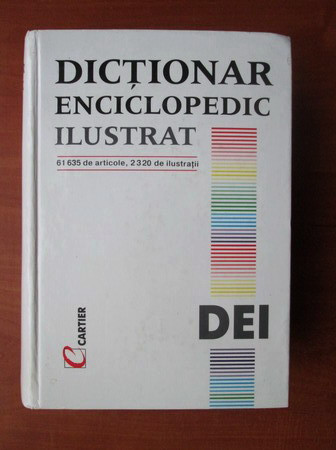 DICȚIONAR
ENCICLOPEDIC
ILUSTRAT
61 635 de articole, 2 320 de ilustrații
DEI
CARTIER